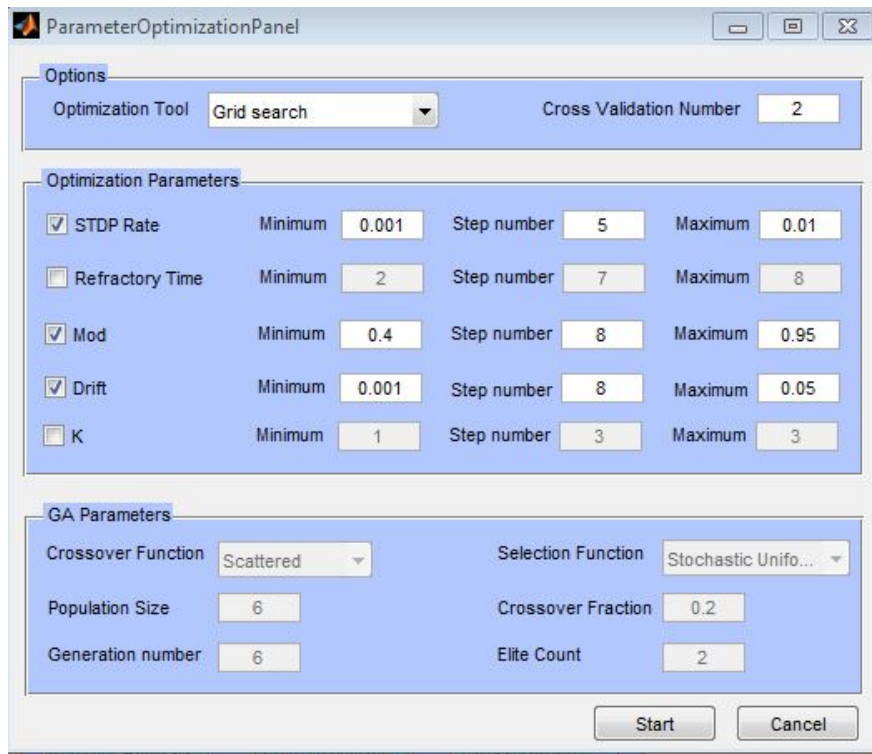 ParameterOptimizationPanel
Options
Optimization Tool Grid search Cross Validation Number 2
Optimization Parameters
STDP Rate Minimum 0.001 Step number 5 Maximum 0.01
Refractory Time Minimum 2 Step number 7 Maximum 8
Mod Minimum 0.4 Step number 8 Maximum 0.95
Drift Minimum 0.001 Step number 8 Maximum 0.05
K Minimum 1 Step number 3 Maximum 3
GA Parameters
Crossover Function Scattered Selection Function Stochastic Unifo...
Population Size 6 Crossover Fraction 0.2
Generation number 6 Elite Count 2
Start Cancel